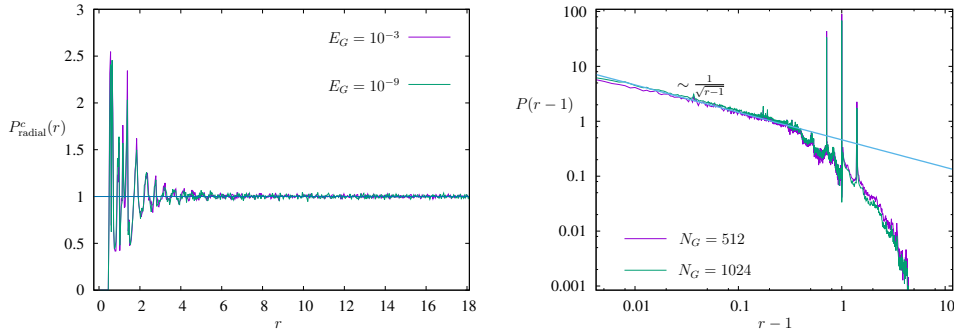 3
2.5
2
1.5
1
0.5
0
P^c_radial(r)
E_G = 10^{-3}
E_G = 10^{-9}
0 2 4 6 8 10 12 14 16 18
r
100
10
1
0.1
0.01
0.001
P(r−1)
∼ 1/√(r−1)
N_G = 512
N_G = 1024
0.01 0.1 1 10
r−1